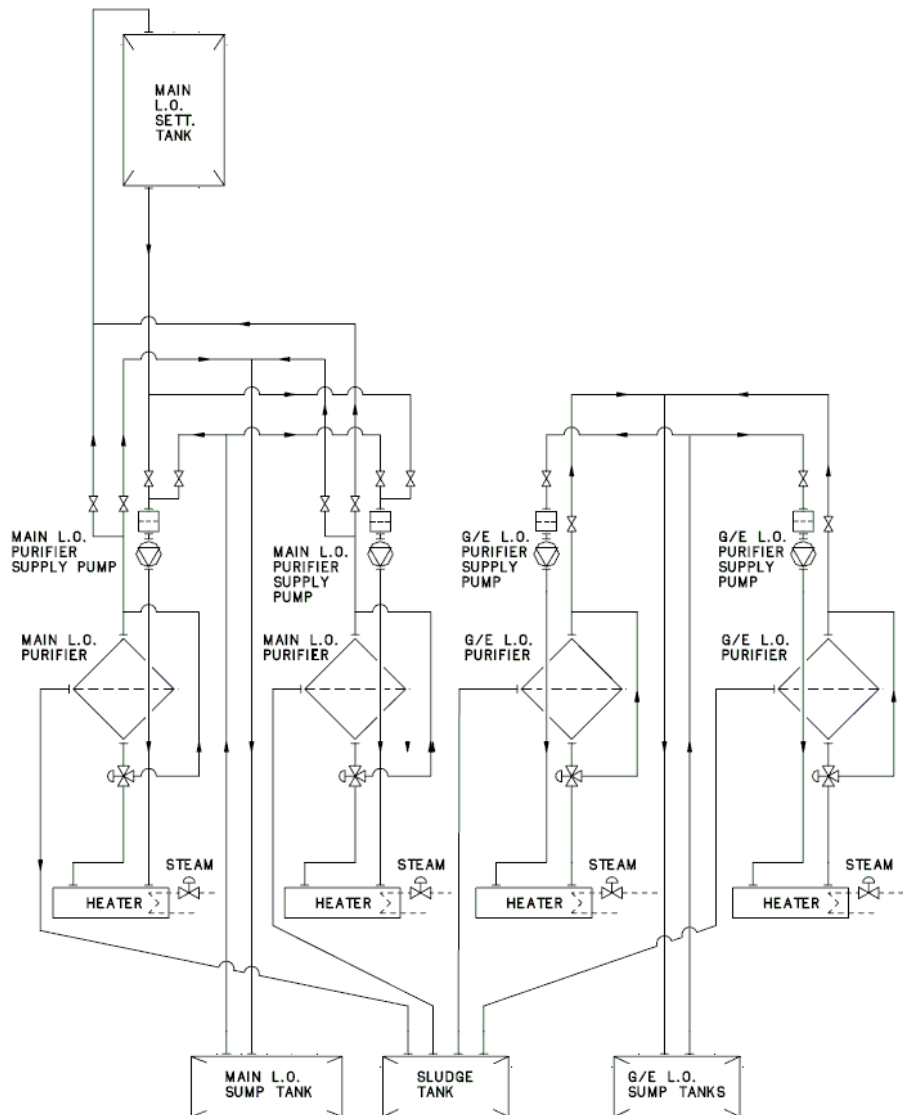 MAIN
L.O.
SETT.
TANK
MAIN L.O.
PURIFIER
SUPPLY PUMP
MAIN L.O.
PURIFIER
SUPPLY
PUMP
G/E L.O.
PURIFIER
SUPPLY
PUMP
G/E L.O.
PURIFIER
SUPPLY
PUMP
MAIN L.O.
PURIFIER
MAIN L.O.
PURIFIER
G/E L.O.
PURIFIER
G/E L.O.
PURIFIER
STEAM
STEAM
STEAM
STEAM
HEATER
HEATER
HEATER
HEATER
MAIN L.O.
SUMP TANK
SLUDGE
TANK
G/E L.O.
SUMP TANKS